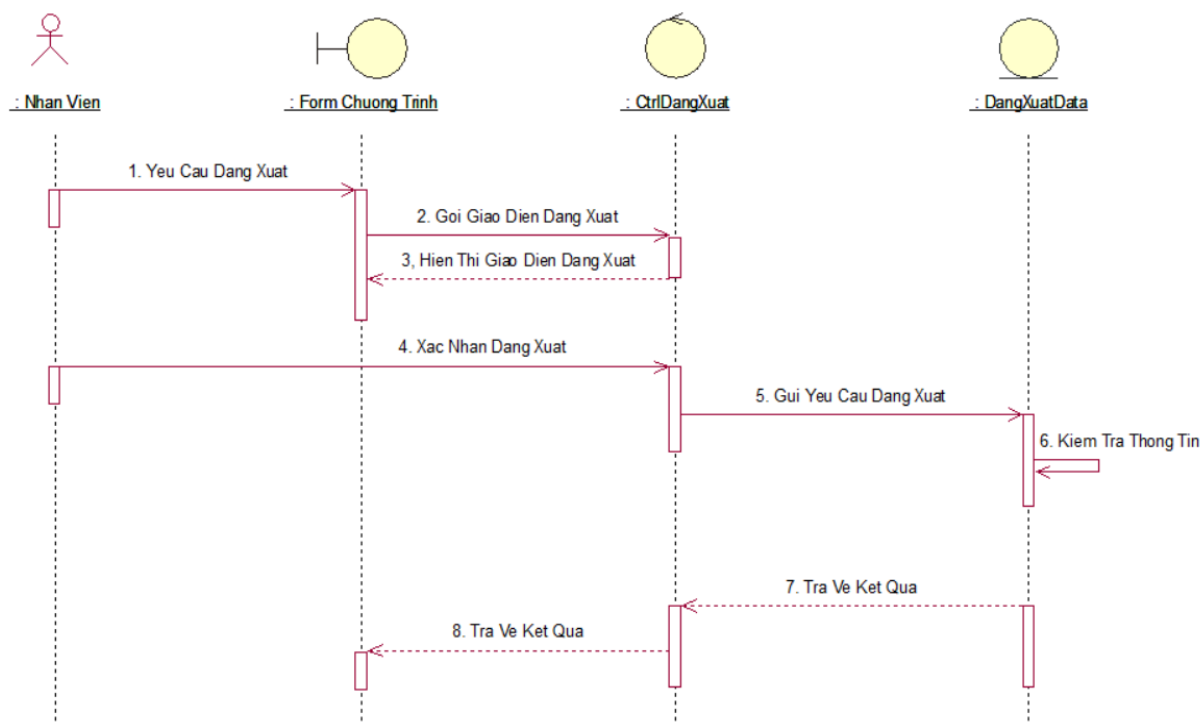 : Nhan Vien
: Form Chuong Trinh
: CtrlDangXuat
: DangXuatData
1. Yeu Cau Dang Xuat
2. Goi Giao Dien Dang Xuat
3, Hien Thi Giao Dien Dang Xuat
4. Xac Nhan Dang Xuat
5. Gui Yeu Cau Dang Xuat
6. Kiem Tra Thong Tin
7. Tra Ve Ket Qua
8. Tra Ve Ket Qua